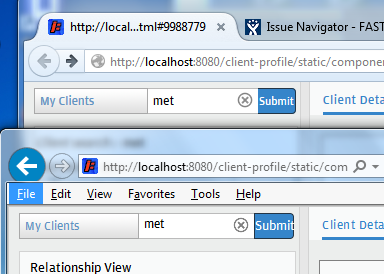 http://local...tml#9988779
Issue Navigator - FAST
http://localhost:8080/client-profile/static/componen
My Clients
met
Submit
Client Deta
http://localhost:8080/client-profile/static/com
File Edit View Favorites Tools Help
My Clients
met
Submit
Client Deta
Relationship View